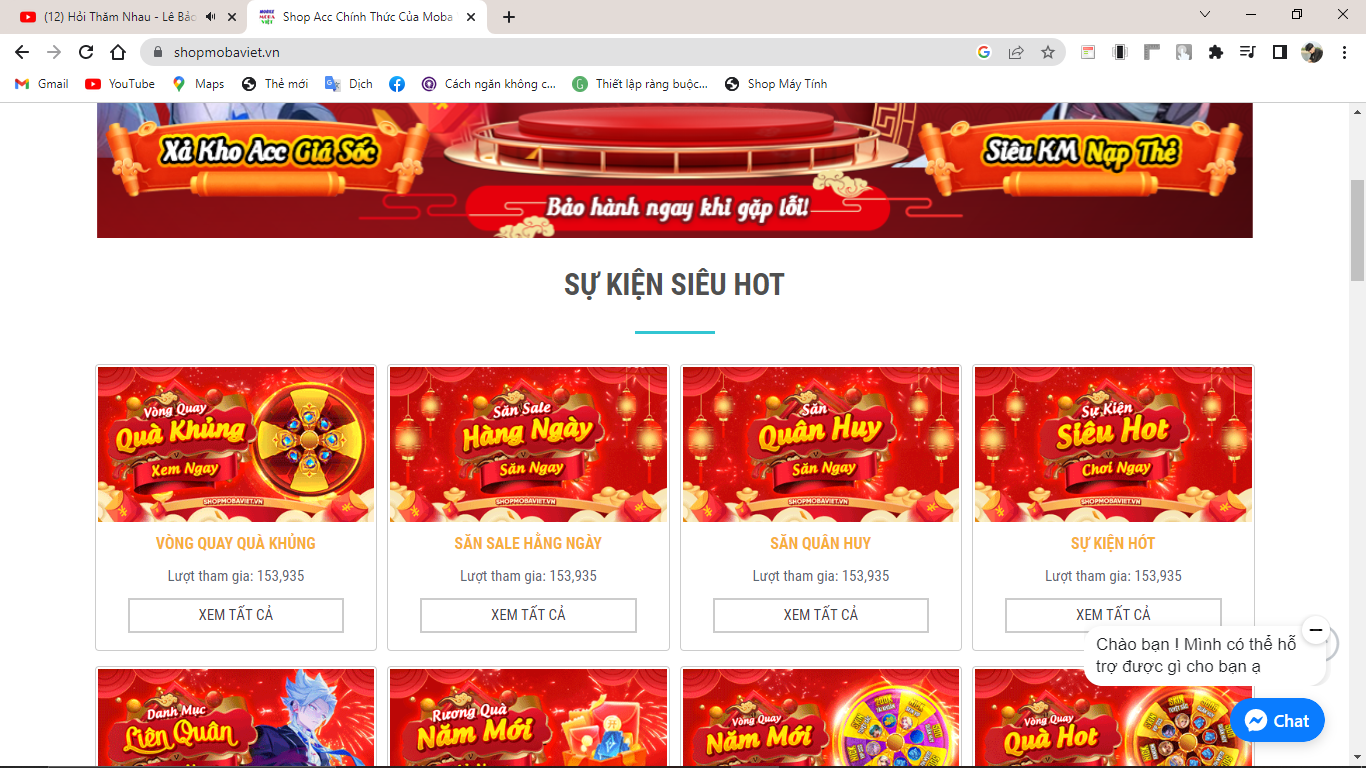 (12) Hỏi Thăm Nhau - Lê Bảo
Shop Acc Chính Thức Của Moba
shopmobaviet.vn
Gmail
YouTube
Maps
Thẻ mới
Dịch
Cách ngăn không c...
Thiết lập ràng buộc...
Shop Máy Tính
Xả Kho Acc Giá Sốc
Siêu KM Nạp Thẻ
Bảo hành ngay khi gặp lỗi!
SỰ KIỆN SIÊU HOT
Vòng Quay
Quà Khủng
Xem Ngay
SHOPMOBAVIET.VN
VÒNG QUAY QUÀ KHỦNG
Lượt tham gia: 153,935
XEM TẤT CẢ
Săn Sale
Hàng Ngày
Săn Ngay
SHOPMOBAVIET.VN
SĂN SALE HẰNG NGÀY
Lượt tham gia: 153,935
XEM TẤT CẢ
Săn
Quân Huy
Săn Ngay
SHOPMOBAVIET.VN
SĂN QUÂN HUY
Lượt tham gia: 153,935
XEM TẤT CẢ
Sự Kiện
Siêu Hot
Chơi Ngay
SHOPMOBAVIET.VN
SỰ KIỆN HÓT
Lượt tham gia: 153,935
XEM TẤT CẢ
Danh Mục
Liên Quân
Rương Quà
Năm Mới
Vòng Quay
Năm Mới
Vòng Quay
Quà Hot
Chào bạn ! Mình có thể hỗ
trợ được gì cho bạn ạ
Chat